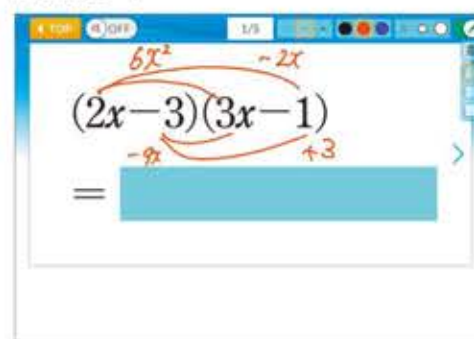 TOP OFF 1/5
6x² -2x
(2x-3)(3x-1)
-9x +3
=